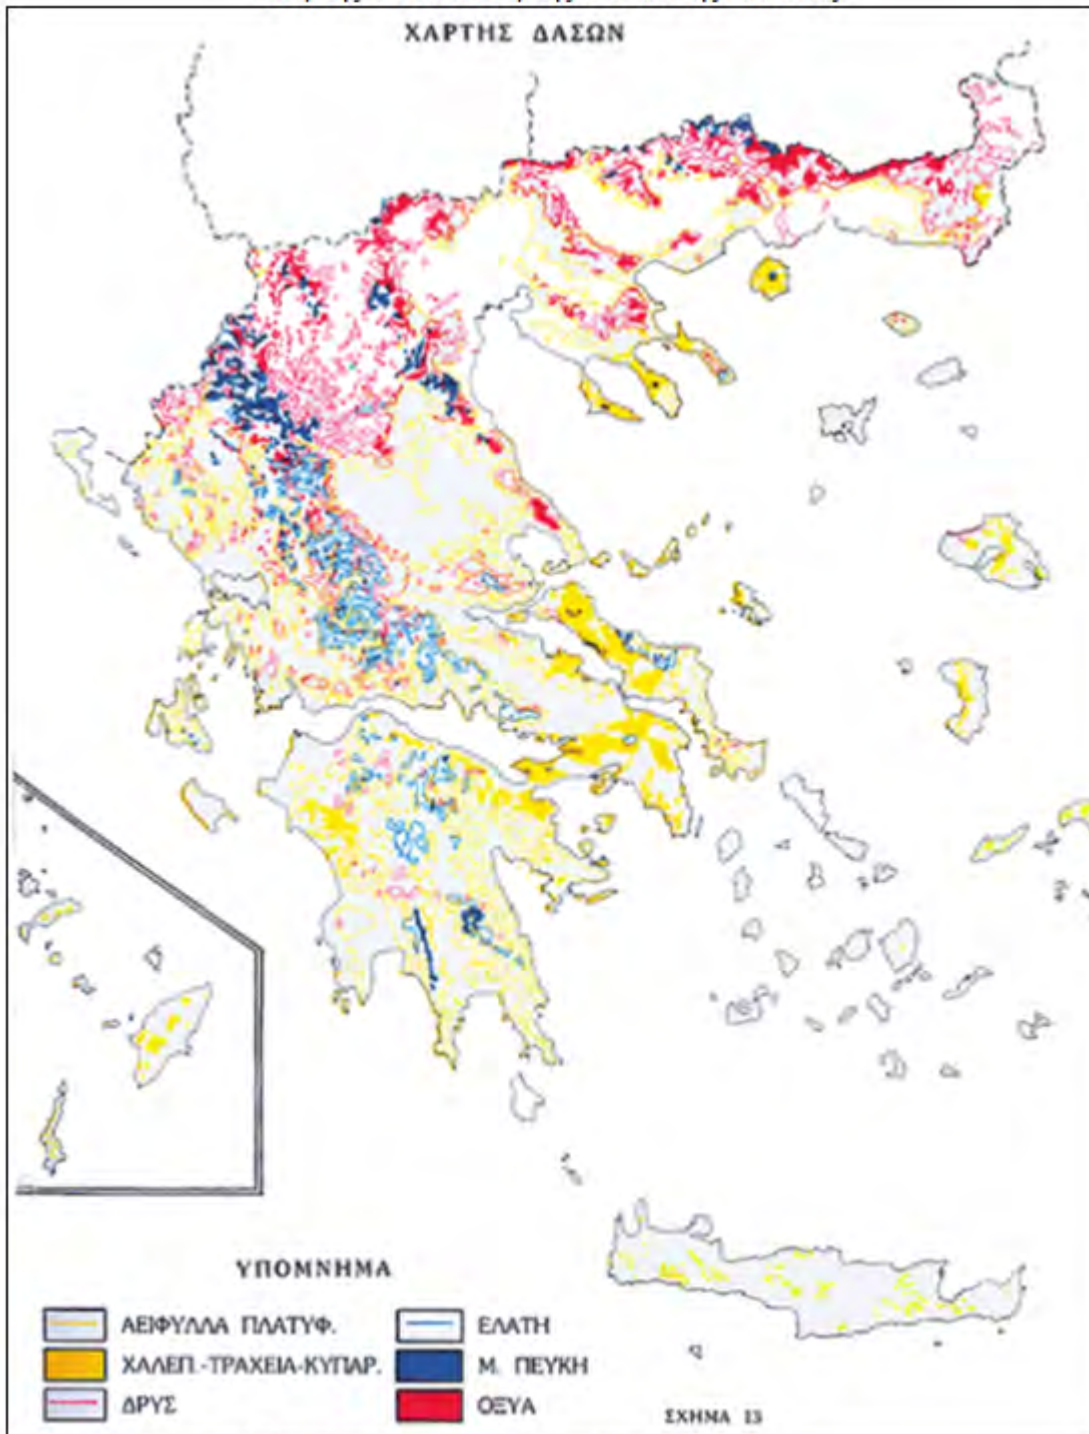 ΧΑΡΤΗΣ ΔΑΣΩΝ
ΥΠΟΜΝΗΜΑ
ΑΕΙΦΥΛΛΑ ΠΛΑΤΥΦ.
ΧΑΛΕΠ.-ΤΡΑΧΕΙΑ-ΚΥΠΑΡ.
ΔΡΥΣ
ΕΛΑΤΗ
Μ. ΠΕΥΚΗ
ΟΞΥΑ
ΣΧΗΜΑ 13